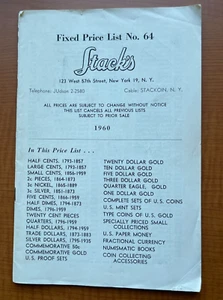 Fixed Price List No. 64
Stack's
123 West 57th Street, New York 19, N. Y.
Telephone: JUdson 2-2580
Cable: STACKOIN, N. Y.
ALL PRICES ARE SUBJECT TO CHANGE WITHOUT NOTICE
THIS LIST CANCELS ALL PREVIOUS LISTS
SUBJECT TO PRIOR SALE
1960
In This Price List . . .
HALF CENTS, 1793-1857
LARGE CENTS, 1793-1857
SMALL CENTS, 1856-1959
2c PIECES, 1864-1873
3c NICKEL, 1865-1889
3c SILVER, 1851-1873
FIVE CENTS, 1866-1959
HALF DIMES, 1794-1873
DIMES, 1796-1959
TWENTY CENT PIECES
QUARTERS, 1796-1959
HALF DOLLARS, 1794-1959
TRADE DOLLARS, 1873-1883
SILVER DOLLARS, 1795-1935
COMMEMORATIVE 50c
COMMEMORATIVE GOLD
U.S. PROOF SETS
TWENTY DOLLAR GOLD
TEN DOLLAR GOLD
FIVE DOLLAR GOLD
THREE DOLLAR GOLD
QUARTER EAGLE, GOLD
ONE DOLLAR GOLD
COMPLETE SETS OF U.S. COINS
U.S. MINT SETS
TYPE COINS OF U.S. GOLD
SPECIALLY PRICED SMALL
COLLECTIONS
U.S. PAPER MONEY
FRACTIONAL CURRENCY
NUMISMATIC BOOKS
COIN COLLECTING
ACCESSORIES